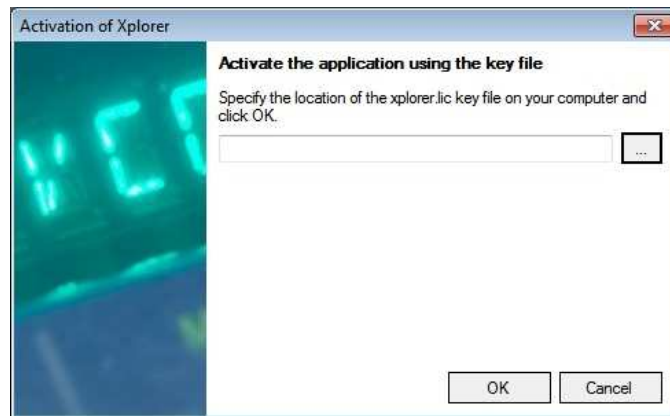 Activation of Xplorer
Activate the application using the key file
Specify the location of the xplorer.lic key file on your computer and
click OK.
...
OK
Cancel